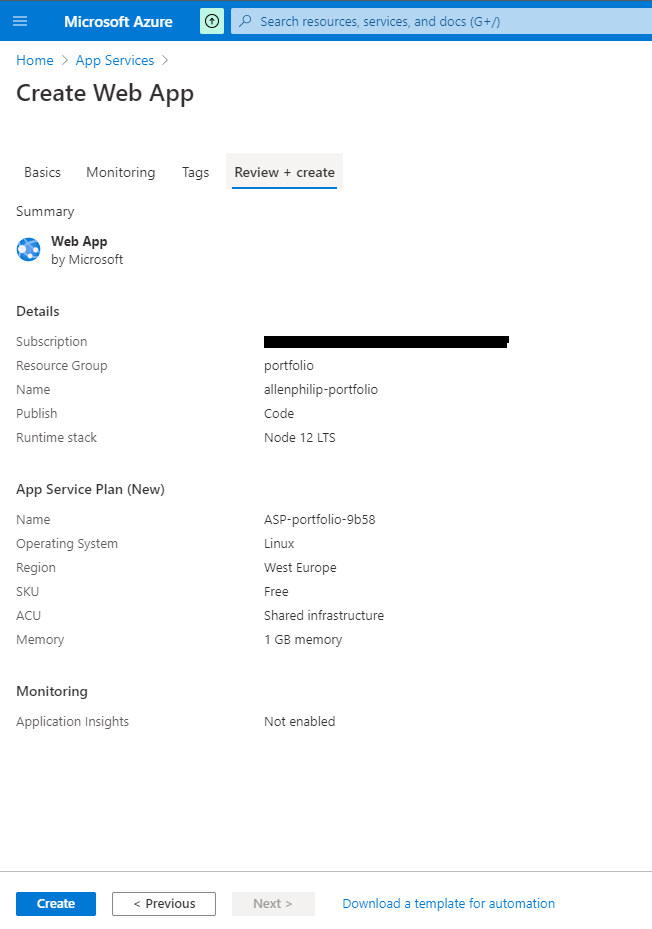 Microsoft Azure
Search resources, services, and docs (G+/)
Home > App Services >
Create Web App
Basics Monitoring Tags Review + create
Summary
Web App
by Microsoft
Details
Subscription
Resource Group portfolio
Name allenphilip-portfolio
Publish Code
Runtime stack Node 12 LTS
App Service Plan (New)
Name ASP-portfolio-9b58
Operating System Linux
Region West Europe
SKU Free
ACU Shared infrastructure
Memory 1 GB memory
Monitoring
Application Insights Not enabled
Create < Previous Next > Download a template for automation